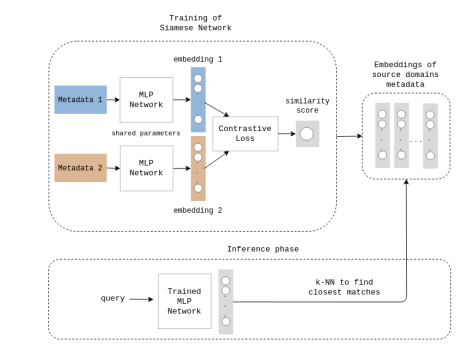 Training of
Siamese Network
embedding 1
Metadata 1
MLP
Network
shared parameters
Metadata 2
MLP
Network
embedding 2
Contrastive
Loss
similarity
score
Embeddings of
source domains
metadata
...
Inference phase
query
Trained
MLP
Network
k-NN to find
closest matches